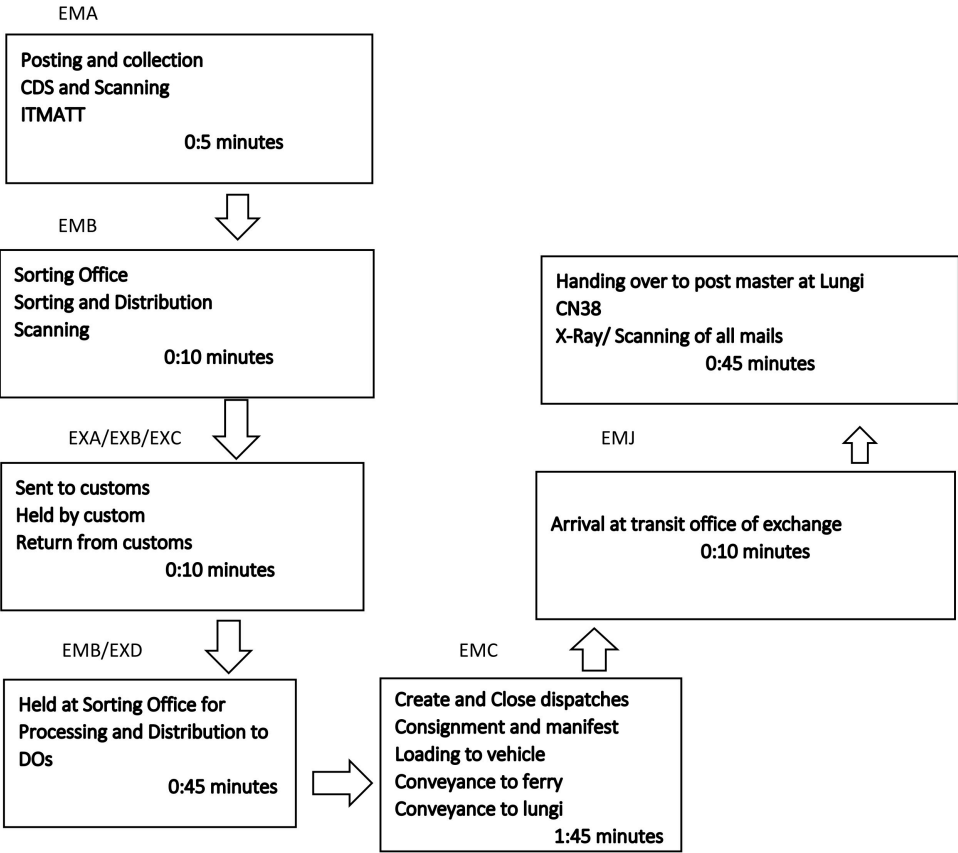 EMA
Posting and collection
CDS and Scanning
ITMATT
0:5 minutes
EMB
Sorting Office
Sorting and Distribution
Scanning
0:10 minutes
EXA/EXB/EXC
Sent to customs
Held by custom
Return from customs
0:10 minutes
EMB/EXD
Held at Sorting Office for
Processing and Distribution to
DOs
0:45 minutes
EMC
Create and Close dispatches
Consignment and manifest
Loading to vehicle
Conveyance to ferry
Conveyance to lungi
1:45 minutes
Arrival at transit office of exchange
0:10 minutes
EMJ
Handing over to post master at Lungi
CN38
X-Ray/ Scanning of all mails
0:45 minutes